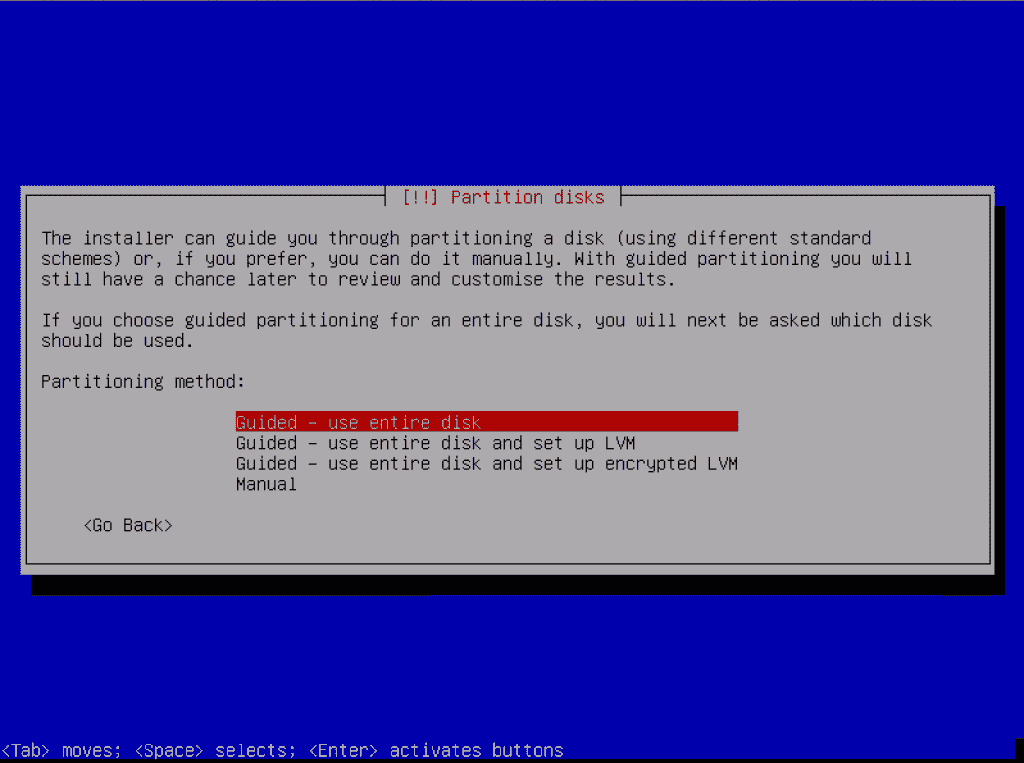 [!!] Partition disks
The installer can guide you through partitioning a disk (using different standard
schemes) or, if you prefer, you can do it manually. With guided partitioning you will
still have a chance later to review and customise the results.
If you choose guided partitioning for an entire disk, you will next be asked which disk
should be used.
Partitioning method:
Guided - use entire disk
Guided - use entire disk and set up LVM
Guided - use entire disk and set up encrypted LVM
Manual
<Go Back>
<Tab> moves; <Space> selects; <Enter> activates buttons